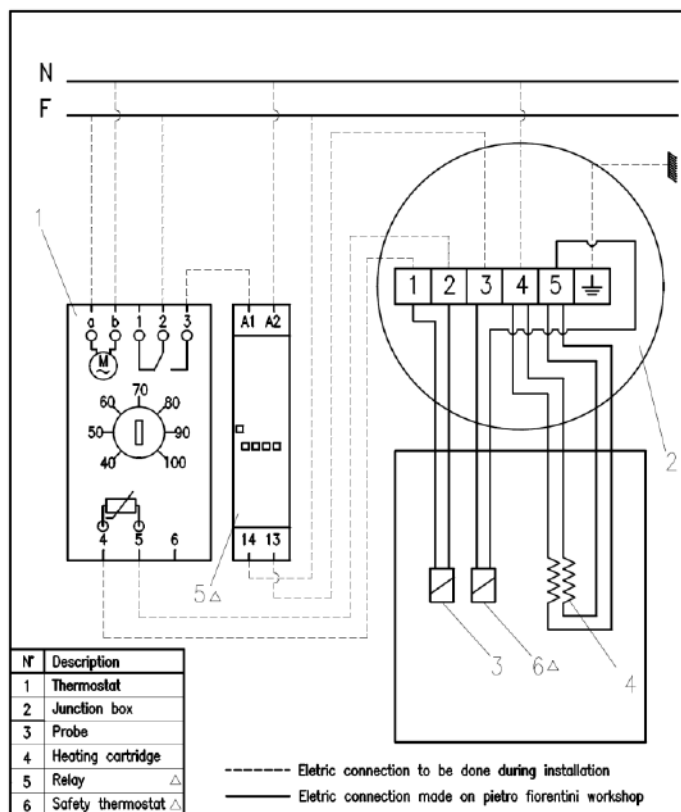 N
F
1
a b 1 2 3
A1 A2
1 2 3 4 5
M
70
60 80
50 90
40 100
2
4 5 6
14 13
5△
3 6△ 4
N° Description
1 Thermostat
2 Junction box
3 Probe
4 Heating cartridge
5 Relay △
6 Safety thermostat △
Eletric connection to be done during installation
Eletric connection made on pietro fiorentini workshop